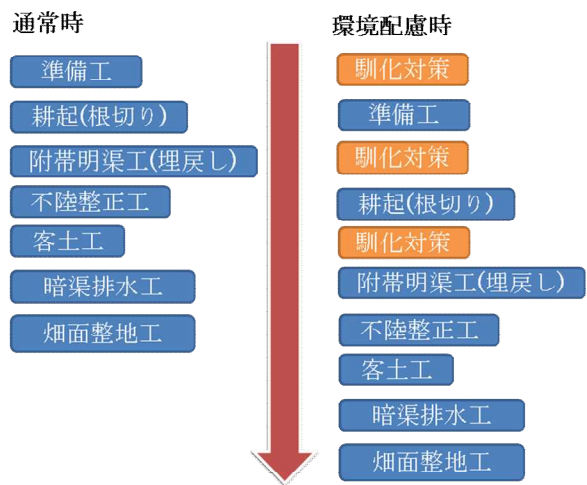 通常時
準備工
耕起(根切り)
附帯明渠工(埋戻し)
不陸整正工
客土工
暗渠排水工
畑面整地工
環境配慮時
馴化対策
準備工
馴化対策
耕起(根切り)
馴化対策
附帯明渠工(埋戻し)
不陸整正工
客土工
暗渠排水工
畑面整地工